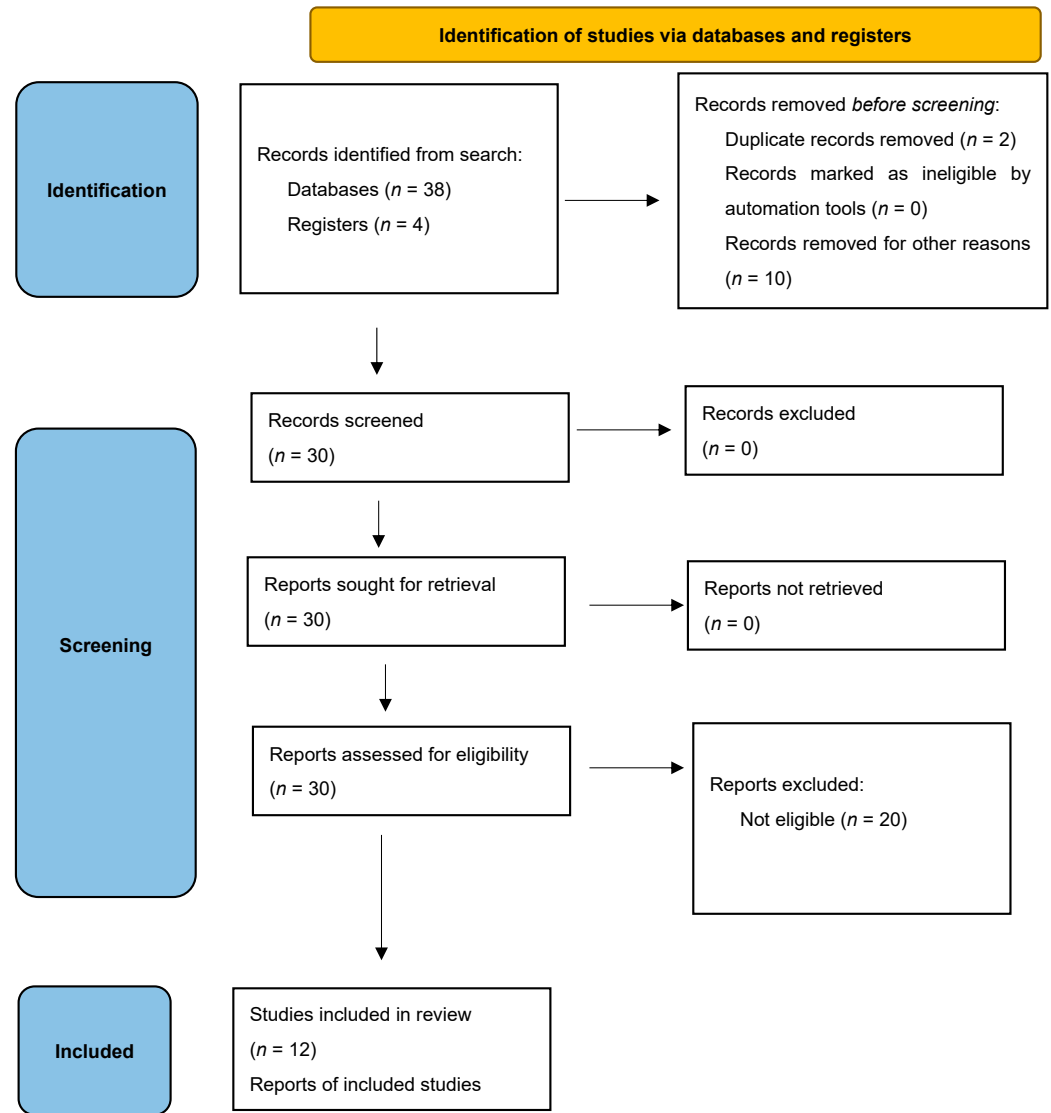 Identification of studies via databases and registers
Identification
Records identified from search:
Databases (n = 38)
Registers (n = 4)
Records removed before screening:
Duplicate records removed (n = 2)
Records marked as ineligible by
automation tools (n = 0)
Records removed for other reasons
(n = 10)
Screening
Records screened
(n = 30)
Records excluded
(n = 0)
Reports sought for retrieval
(n = 30)
Reports not retrieved
(n = 0)
Reports assessed for eligibility
(n = 30)
Reports excluded:
Not eligible (n = 20)
Included
Studies included in review
(n = 12)
Reports of included studies